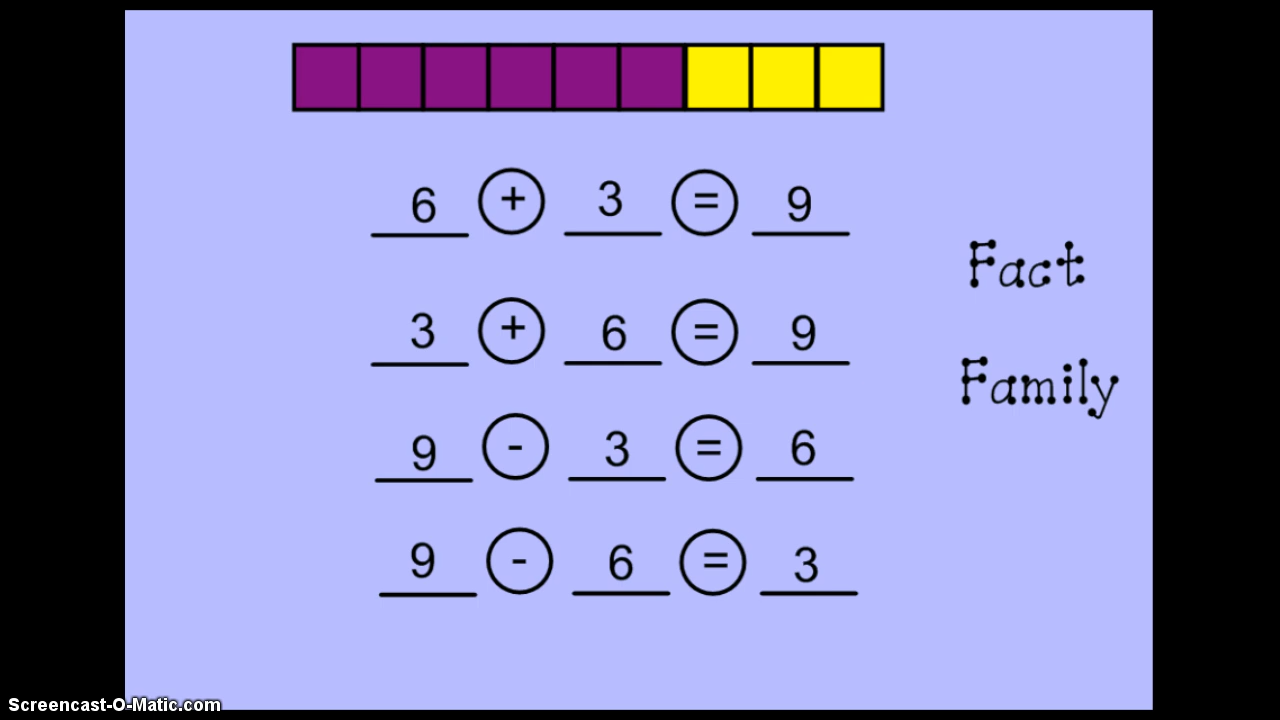 6 + 3 = 9
3 + 6 = 9
9 - 3 = 6
9 - 6 = 3
Fact
Family
Screencast-O-Matic.com